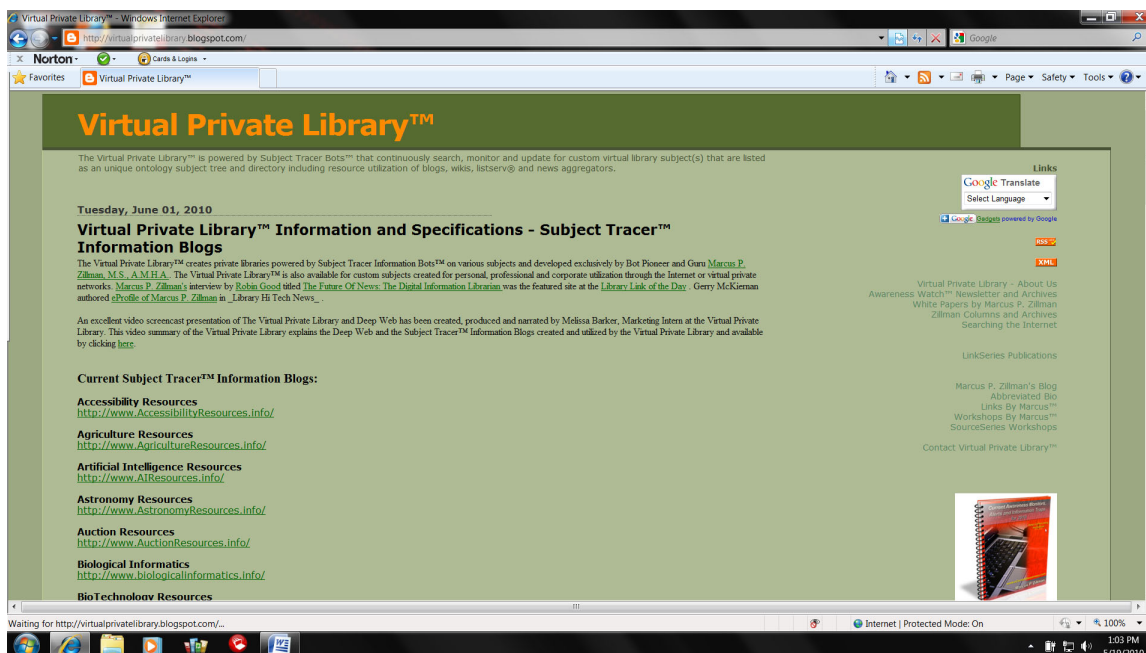 Virtual Private Library™ - Windows Internet Explorer
http://virtualprivatelibrary.blogspot.com/
Google
x Norton
Cards & Logins
Favorites
Virtual Private Library™
Page
Safety
Tools
Virtual Private Library™
The Virtual Private Library™ is powered by Subject Tracer Bots™ that continuously search, monitor and update for custom virtual library subject(s) that are listed
as an unique ontology subject tree and directory including resource utilization of blogs, wikis, listserv® and news aggregators.
Tuesday, June 01, 2010
Virtual Private Library™ Information and Specifications - Subject Tracer™
Information Blogs
The Virtual Private Library™ creates private libraries powered by Subject Tracer Information Bots™ on various subjects and developed exclusively by Bot Pioneer and Guru Marcus P.
Zillman, M.S., A.M.H.A.. The Virtual Private Library™ is also available for custom subjects created for personal, professional and corporate utilization through the Internet or virtual private
networks. Marcus P. Zillman's interview by Robin Good titled The Future Of News: The Digital Information Librarian was the featured site at the Library Link of the Day . Gerry McKiernan
authored eProfile of Marcus P. Zillman in _Library Hi Tech News_ .
An excellent video screencast presentation of The Virtual Private Library and Deep Web has been created, produced and narrated by Melissa Barker, Marketing Intern at the Virtual Private
Library. This video summary of the Virtual Private Library explains the Deep Web and the Subject Tracer™ Information Blogs created and utilized by the Virtual Private Library and available
by clicking here.
Current Subject Tracer™ Information Blogs:
Accessibility Resources
http://www.AccessibilityResources.info/
Agriculture Resources
http://www.AgricultureResources.info/
Artificial Intelligence Resources
http://www.AIResources.info/
Astronomy Resources
http://www.AstronomyResources.info/
Auction Resources
http://www.AuctionResources.info/
Biological Informatics
http://www.biologicalinformatics.info/
BioTechnology Resources
Links
Google Translate
Select Language
Google Gadgets powered by Google
RSS
XML
Virtual Private Library - About Us
Awareness Watch™ Newsletter and Archives
White Papers by Marcus P. Zillman
Zillman Columns and Archives
Searching the Internet
LinkSeries Publications
Marcus P. Zillman's Blog
Abbreviated Bio
Links By Marcus™
Workshops By Marcus™
SourceSeries Workshops
Contact Virtual Private Library™
Waiting for http://virtualprivatelibrary.blogspot.com/...
Internet | Protected Mode: On
100%
1:03 PM